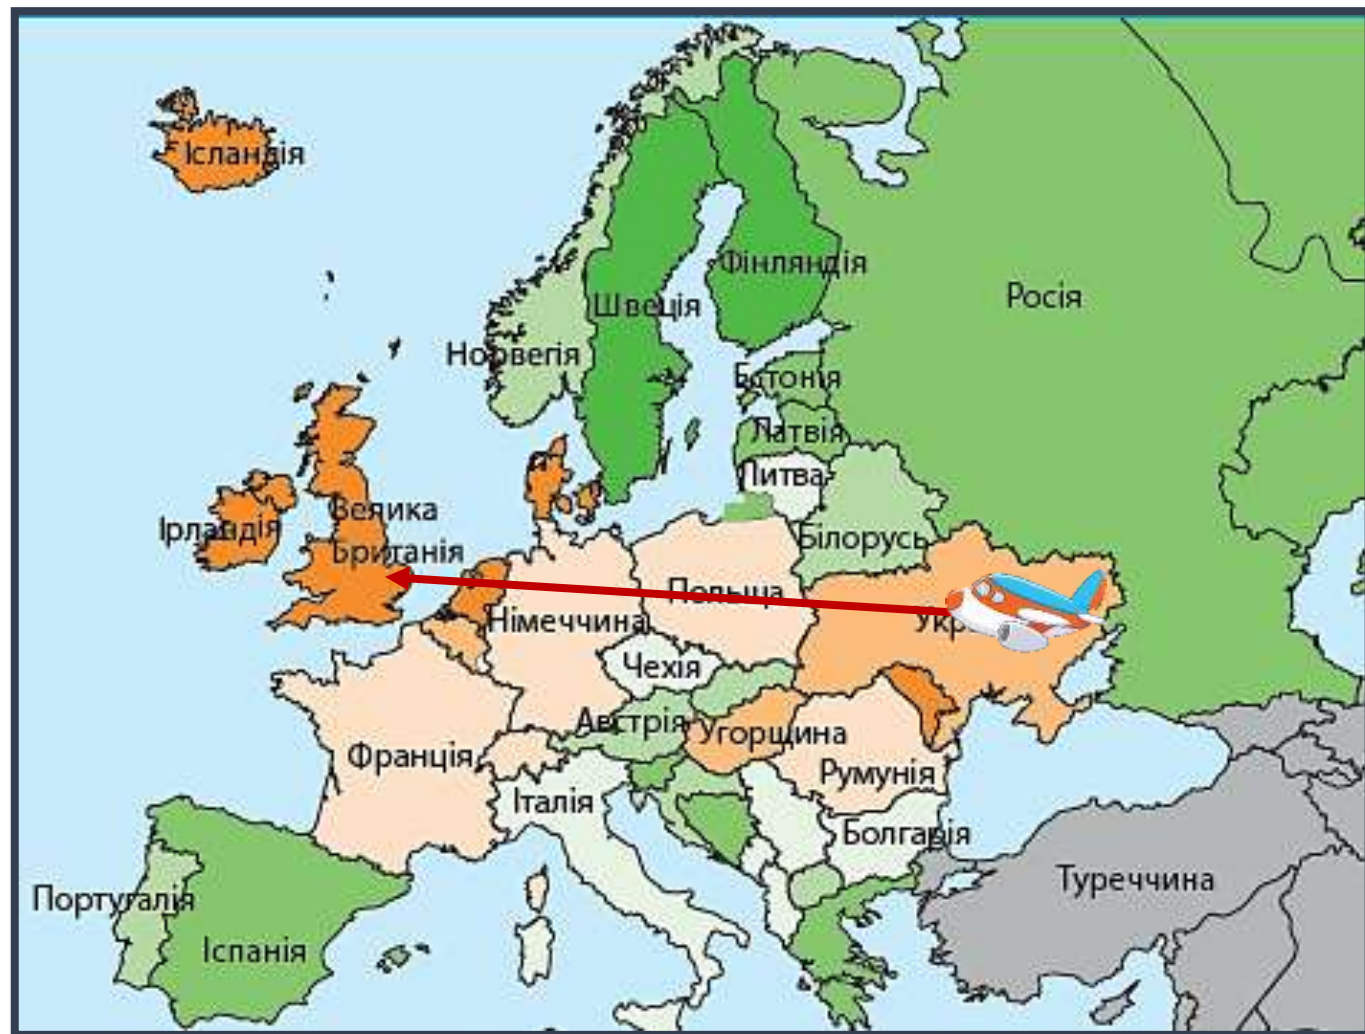 Ісландія
Фінляндія
Росія
Швеція
Норвегія
Естонія
Латвія
Литва
Велика
Британія
Ірландія
Білорусь
Польща
Німеччина
Чехія
Австрія
Угорщина
Франція
Румунія
Італія
Болгарія
Туреччина
Португалія
Іспанія